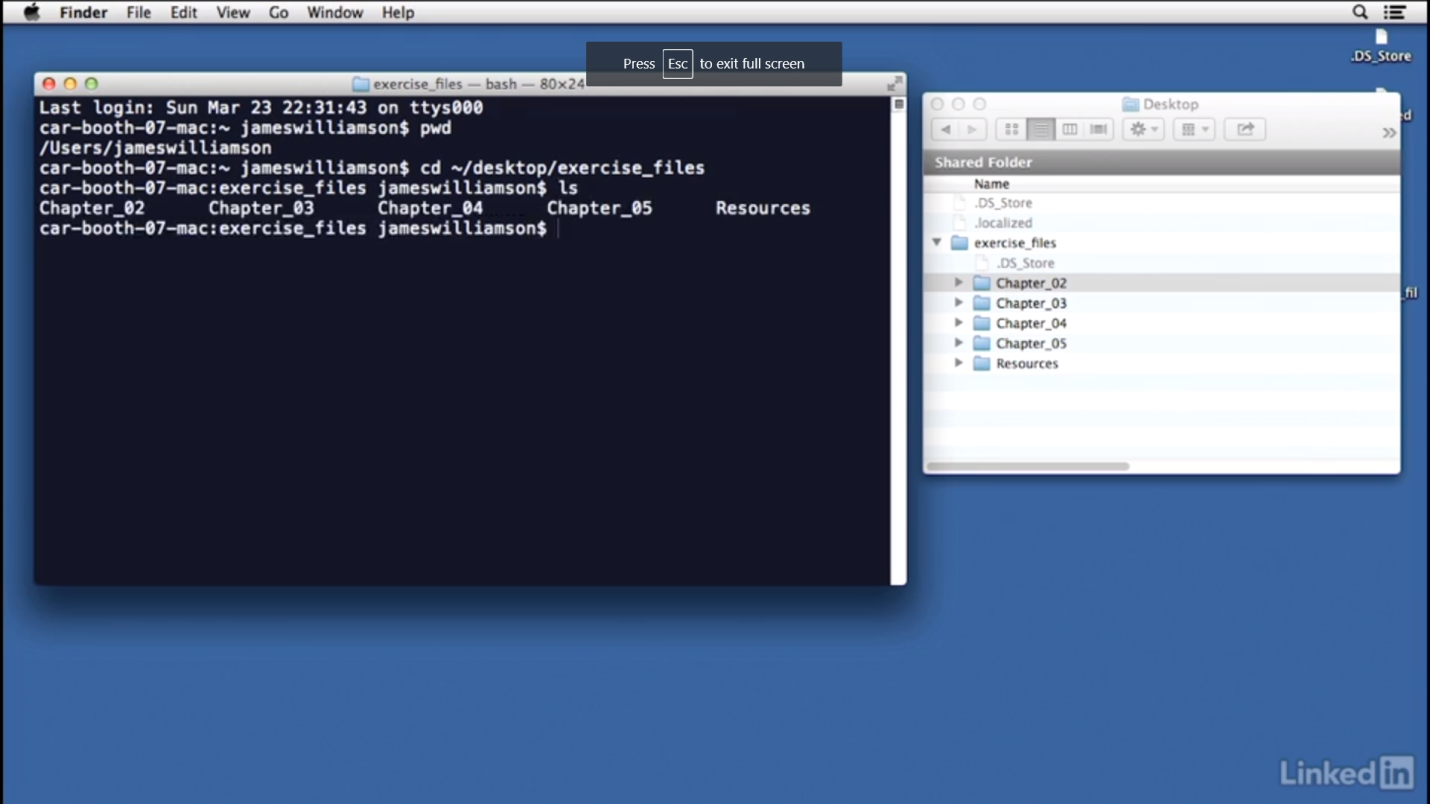 Finder File Edit View Go Window Help
Press Esc to exit full screen
.DS_Store
exercise_files — bash — 80×24
Last login: Sun Mar 23 22:31:43 on ttys000
car-booth-07-mac:~ jameswilliamson$ pwd
/Users/jameswilliamson
car-booth-07-mac:~ jameswilliamson$ cd ~/desktop/exercise_files
car-booth-07-mac:exercise_files jameswilliamson$ ls
Chapter_02 Chapter_03 Chapter_04 Chapter_05 Resources
car-booth-07-mac:exercise_files jameswilliamson$
Desktop
Shared Folder
Name
.DS_Store
.localized
exercise_files
.DS_Store
Chapter_02
Chapter_03
Chapter_04
Chapter_05
Resources
LinkedIn